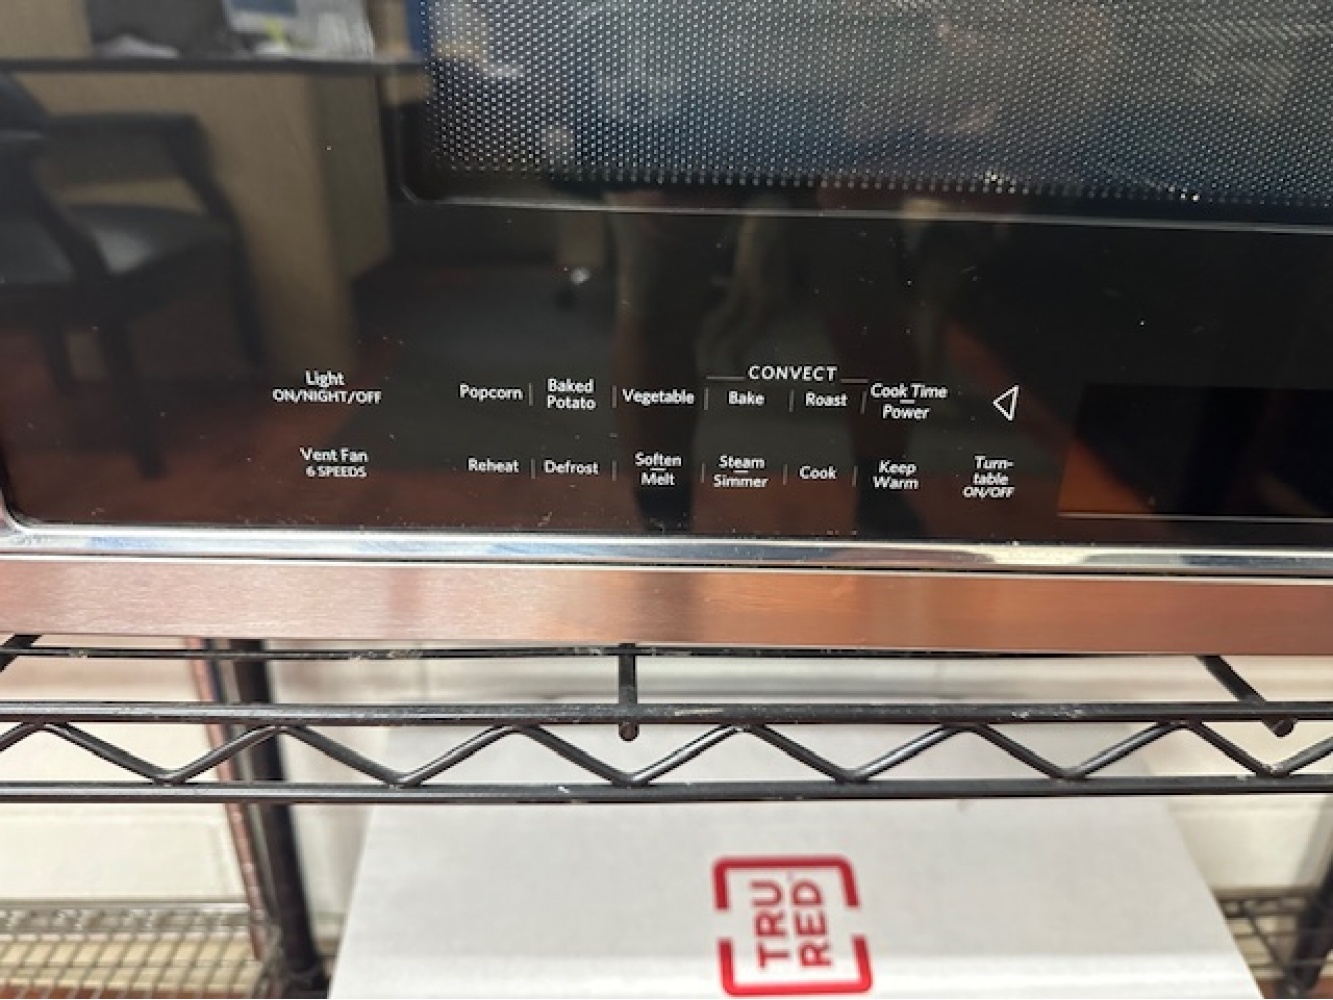 CONVECT
Light
ON/NIGHT/OFF
Popcorn
Baked
Potato
Vegetable
Bake
Roast
Cook Time
Power
Vent Fan
6 SPEEDS
Reheat
Defrost
Soften
Melt
Steam
Simmer
Cook
Keep
Warm
Turn-
table
ON/OFF
TRU
RED